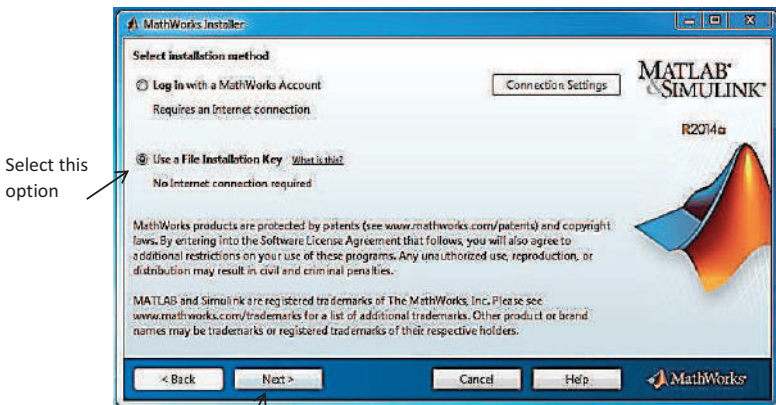 MathWorks Installer
Select installation method
Log in with a MathWorks Account
Connection Settings
Requires an Internet connection
MATLAB®
&SIMULINK®
R2014a
Select this
option
Use a File Installation Key What is this?
No Internet connection required
MathWorks products are protected by patents (see www.mathworks.com/patents) and copyright
laws. By entering into the Software License Agreement that follows, you will also agree to
additional restrictions on your use of these programs. Any unauthorized use, reproduction, or
distribution may result in civil and criminal penalties.
MATLAB and Simulink are registered trademarks of The MathWorks, Inc. Please see
www.mathworks.com/trademarks for a list of additional trademarks. Other product or brand
names may be trademarks or registered trademarks of their respective holders.
< Back
Next >
Cancel
Help
MathWorks®